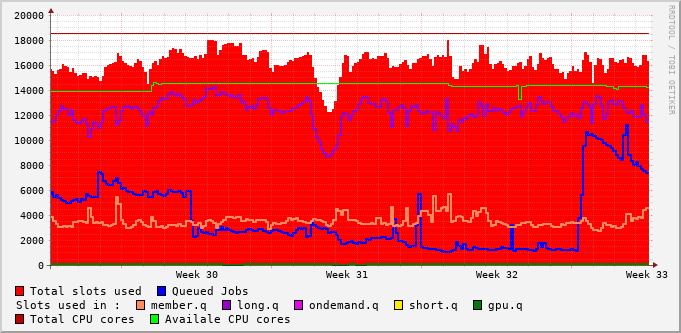 20000
18000
16000
14000
12000
10000
8000
6000
4000
2000
0
Week 30 Week 31 Week 32 Week 33
Total slots used Queued Jobs
Slots used in : member.q long.q ondemand.q short.q gpu.q
Total CPU cores Availale CPU cores
RRDTOOL / TOBI OETIKER